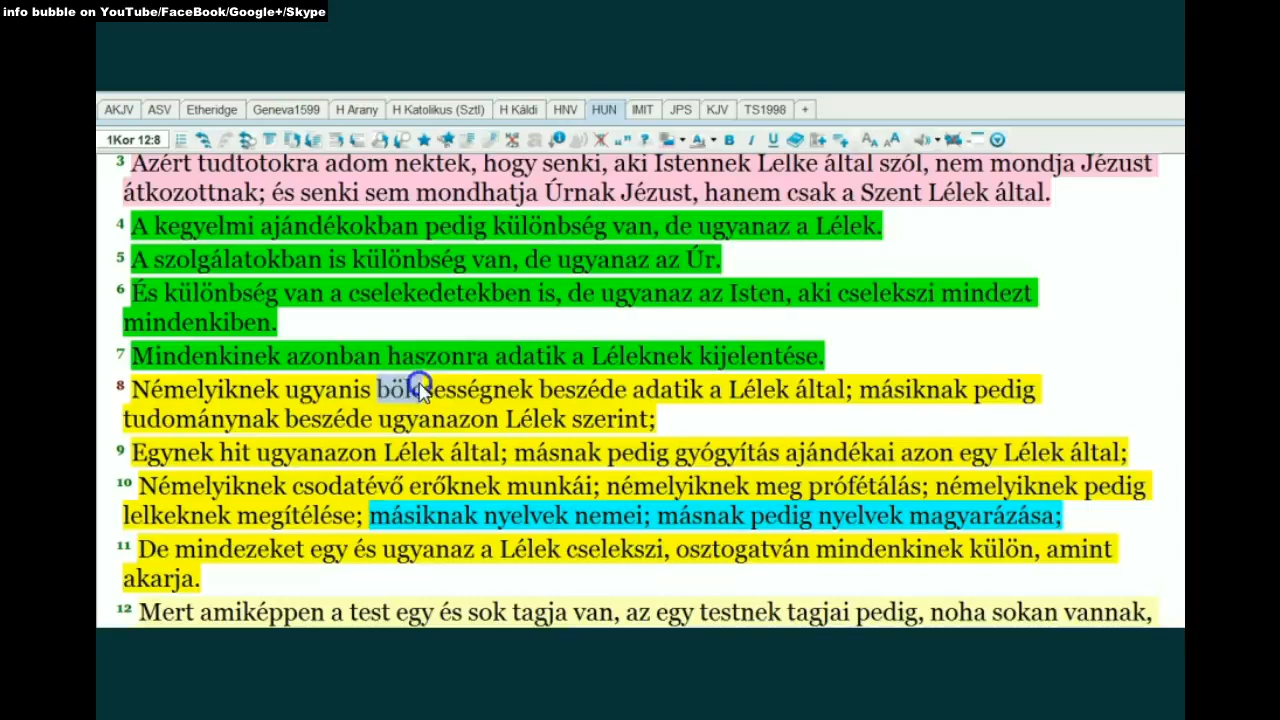 info bubble on YouTube/FaceBook/Google+/Skype
AKJV ASV Etheridge Geneva1599 H Arany H Katolikus (Sztl) H Káldi HNV HUN IMIT JPS KJV TS1998 +
1Kor 12:8
3 Azért tudtotokra adom néktek, hogy senki, aki Istennek Lelke által szól, nem mondja Jézust
átkozottnak; és senki sem mondhatja Úrnak Jézust, hanem csak a Szent Lélek által.
4 A kegyelmi ajándékokban pedig különbség van, de ugyanaz a Lélek.
5 A szolgálatokban is különbség van, de ugyanaz az Úr.
6 És különbség van a cselekedetekben is, de ugyanaz az Isten, aki cselekszi mindezt
mindenkiben.
7 Mindenkinek azonban haszonra adatik a Léleknek kijelentése.
8 Némelyiknek ugyanis bölcsességnek beszéde adatik a Lélek által; másiknak pedig
tudománynak beszéde ugyanazon Lélek szerint;
9 Egynek hit ugyanazon Lélek által; másnak pedig gyógyítás ajándékai azon egy Lélek által;
10 Némelyiknek csodatévő erőknek munkái; némelyiknek meg prófétálás; némelyiknek pedig
lelkeknek megítélése; másiknak nyelvek nemei; másnak pedig nyelvek magyarázása;
11 De mindezeket egy és ugyanaz a Lélek cselekszi, osztogatván mindenkinek külön, amint
akarja.
12 Mert amiképpen a test egy és sok tagja van, az egy testnek tagjai pedig, noha sokan vannak,